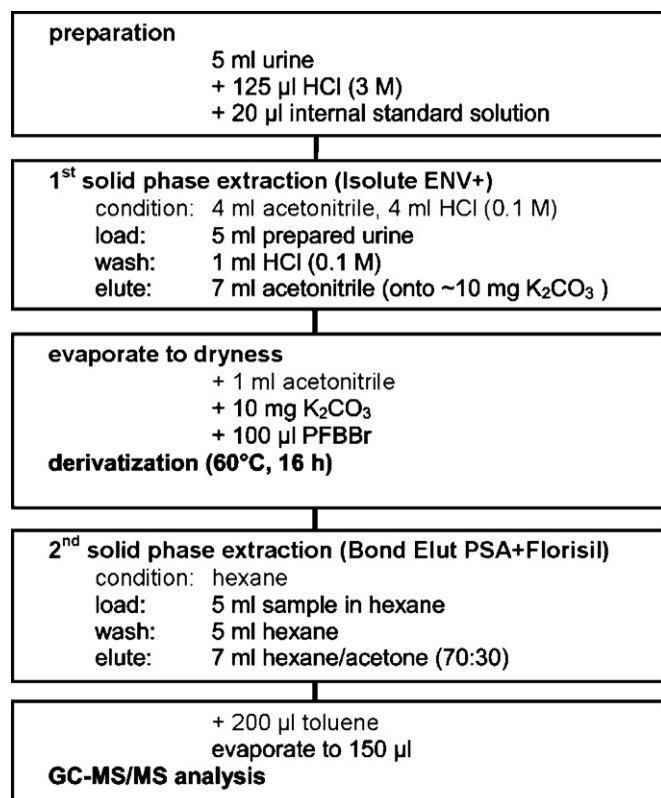 preparation
5 ml urine
+ 125 µl HCl (3 M)
+ 20 µl internal standard solution
1st solid phase extraction (Isolute ENV+)
condition: 4 ml acetonitrile, 4 ml HCl (0.1 M)
load: 5 ml prepared urine
wash: 1 ml HCl (0.1 M)
elute: 7 ml acetonitrile (onto ~10 mg K₂CO₃ )
evaporate to dryness
+ 1 ml acetonitrile
+ 10 mg K₂CO₃
+ 100 µl PFBBr
derivatization (60°C, 16 h)
2nd solid phase extraction (Bond Elut PSA+Florisil)
condition: hexane
load: 5 ml sample in hexane
wash: 5 ml hexane
elute: 7 ml hexane/acetone (70:30)
+ 200 µl toluene
evaporate to 150 µl
GC-MS/MS analysis